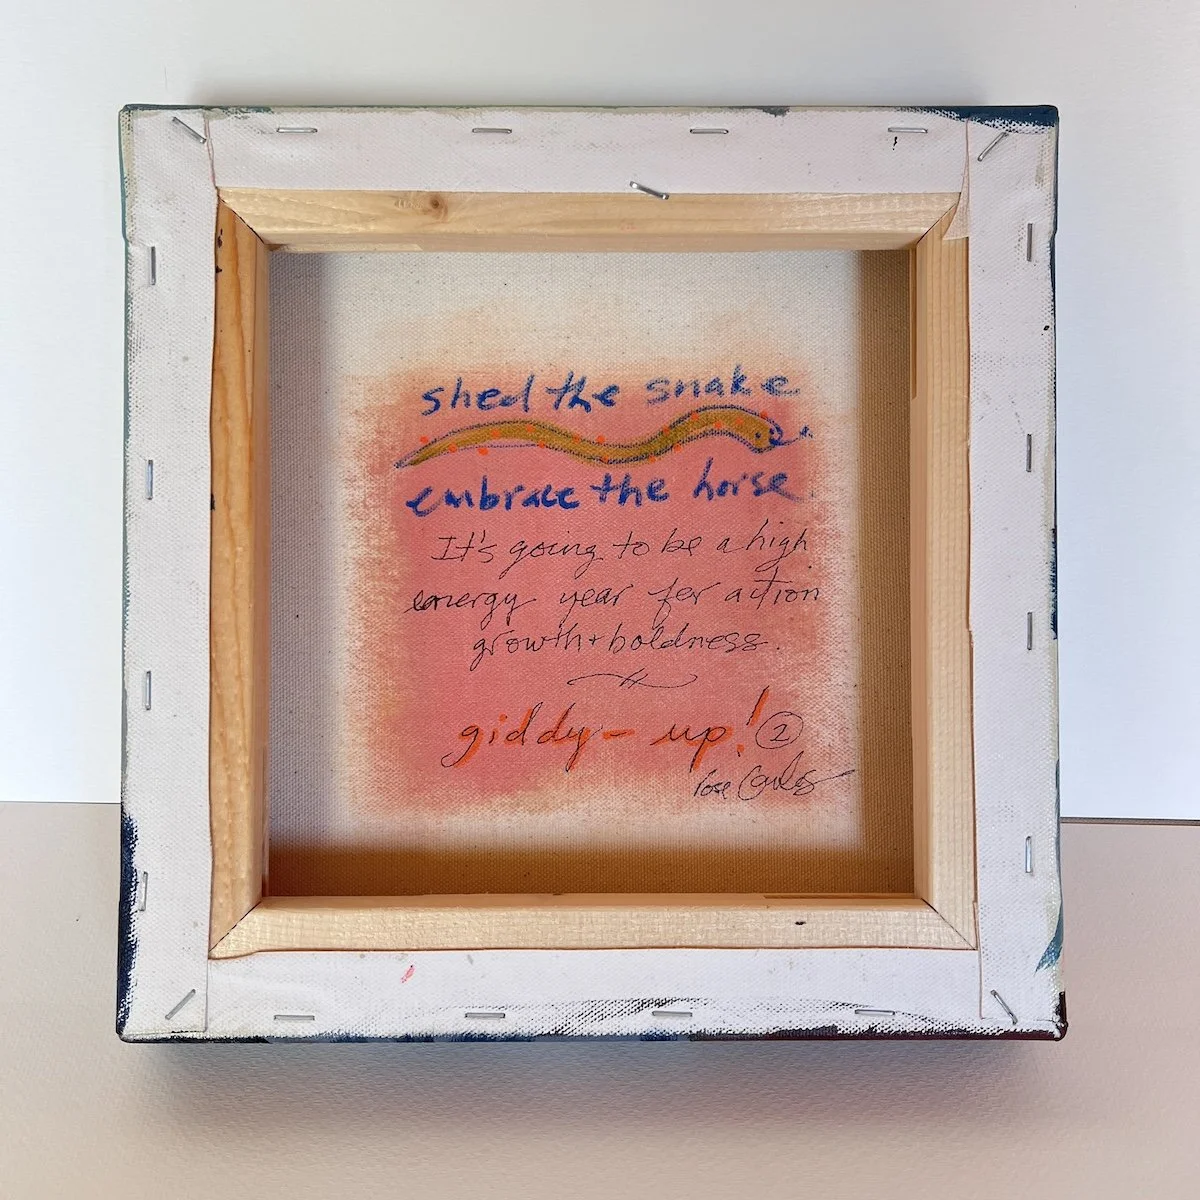 shed the snake
embrace the horse.
It's going to be a high
energy year for action
growth + boldness.
giddy-up! ②
rose